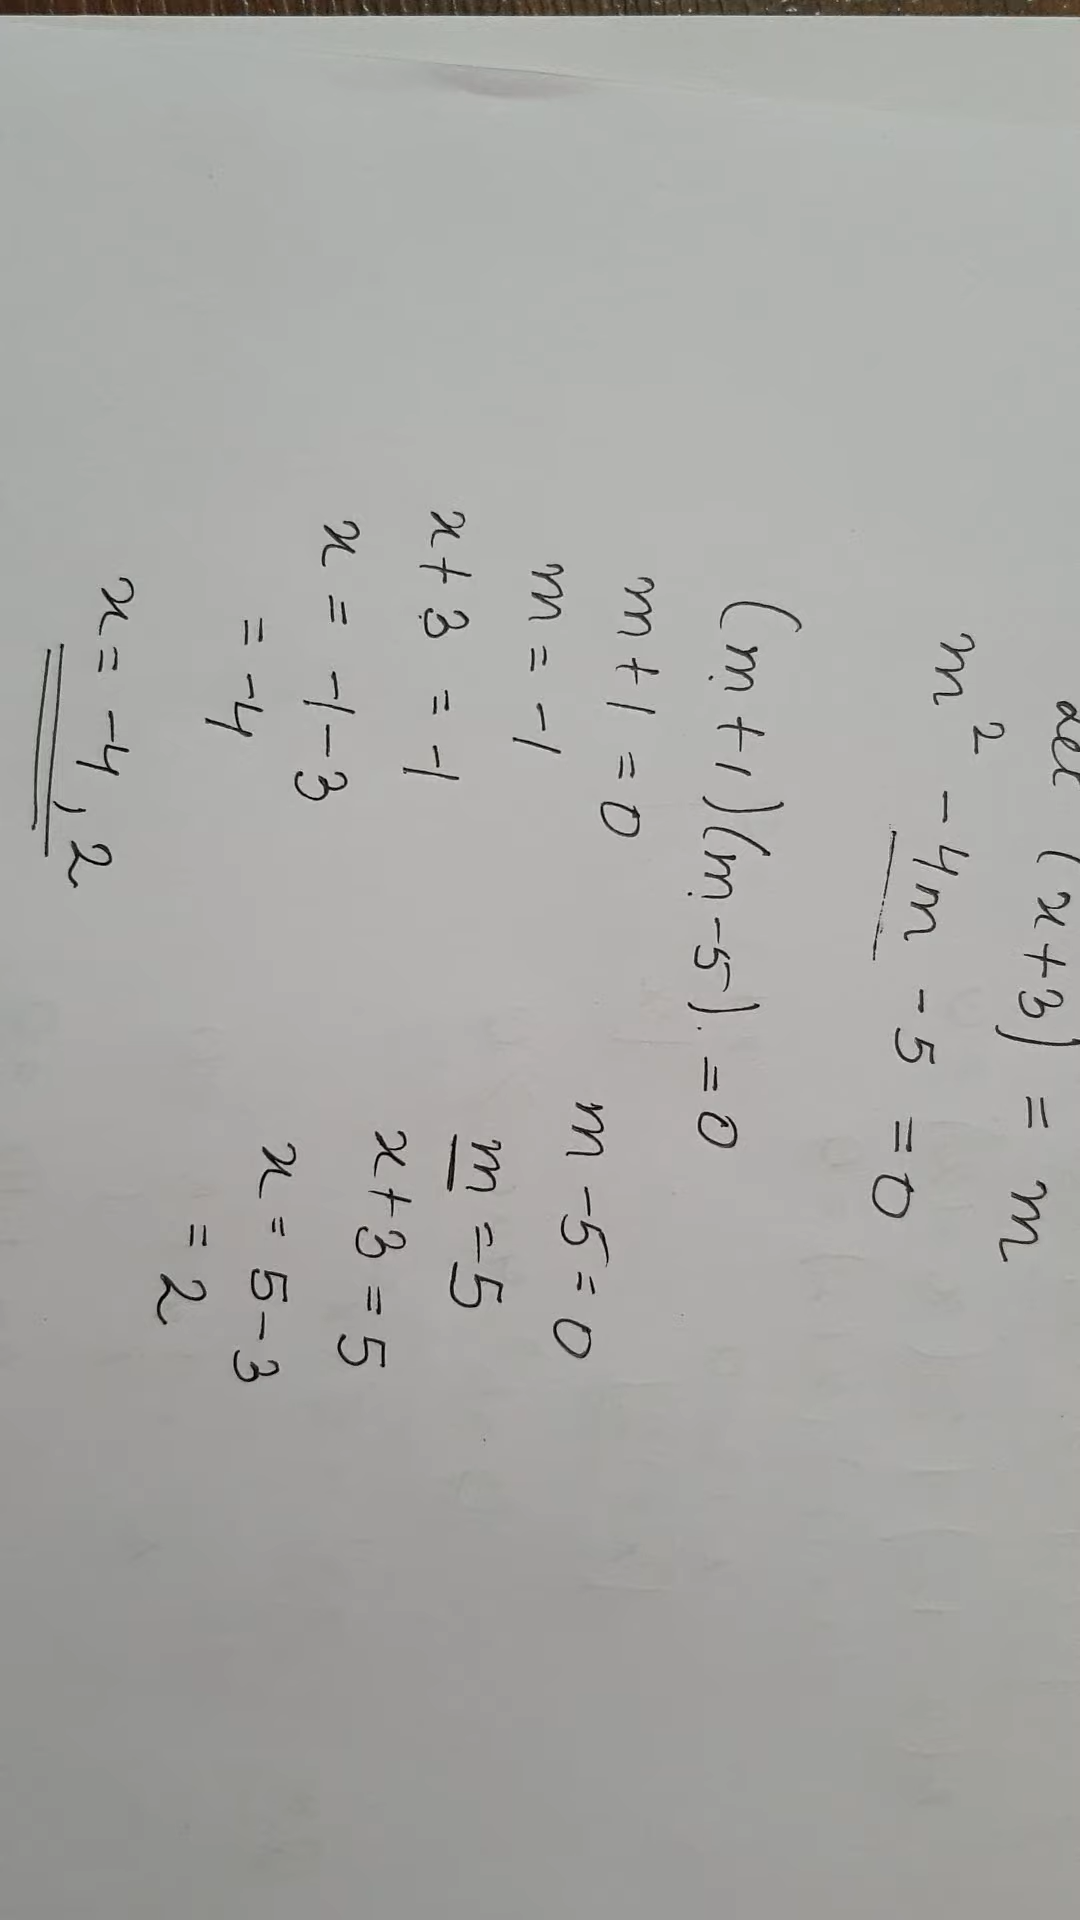 let (x+3) = m
m² - 4m - 5 = 0
(m+1)(m-5). = 0
m+1 = 0
m = -1
x+3 = -1
x = -1-3
= -4
m-5 = 0
m = 5
x+3 = 5
x = 5-3
= 2
x = -4, 2